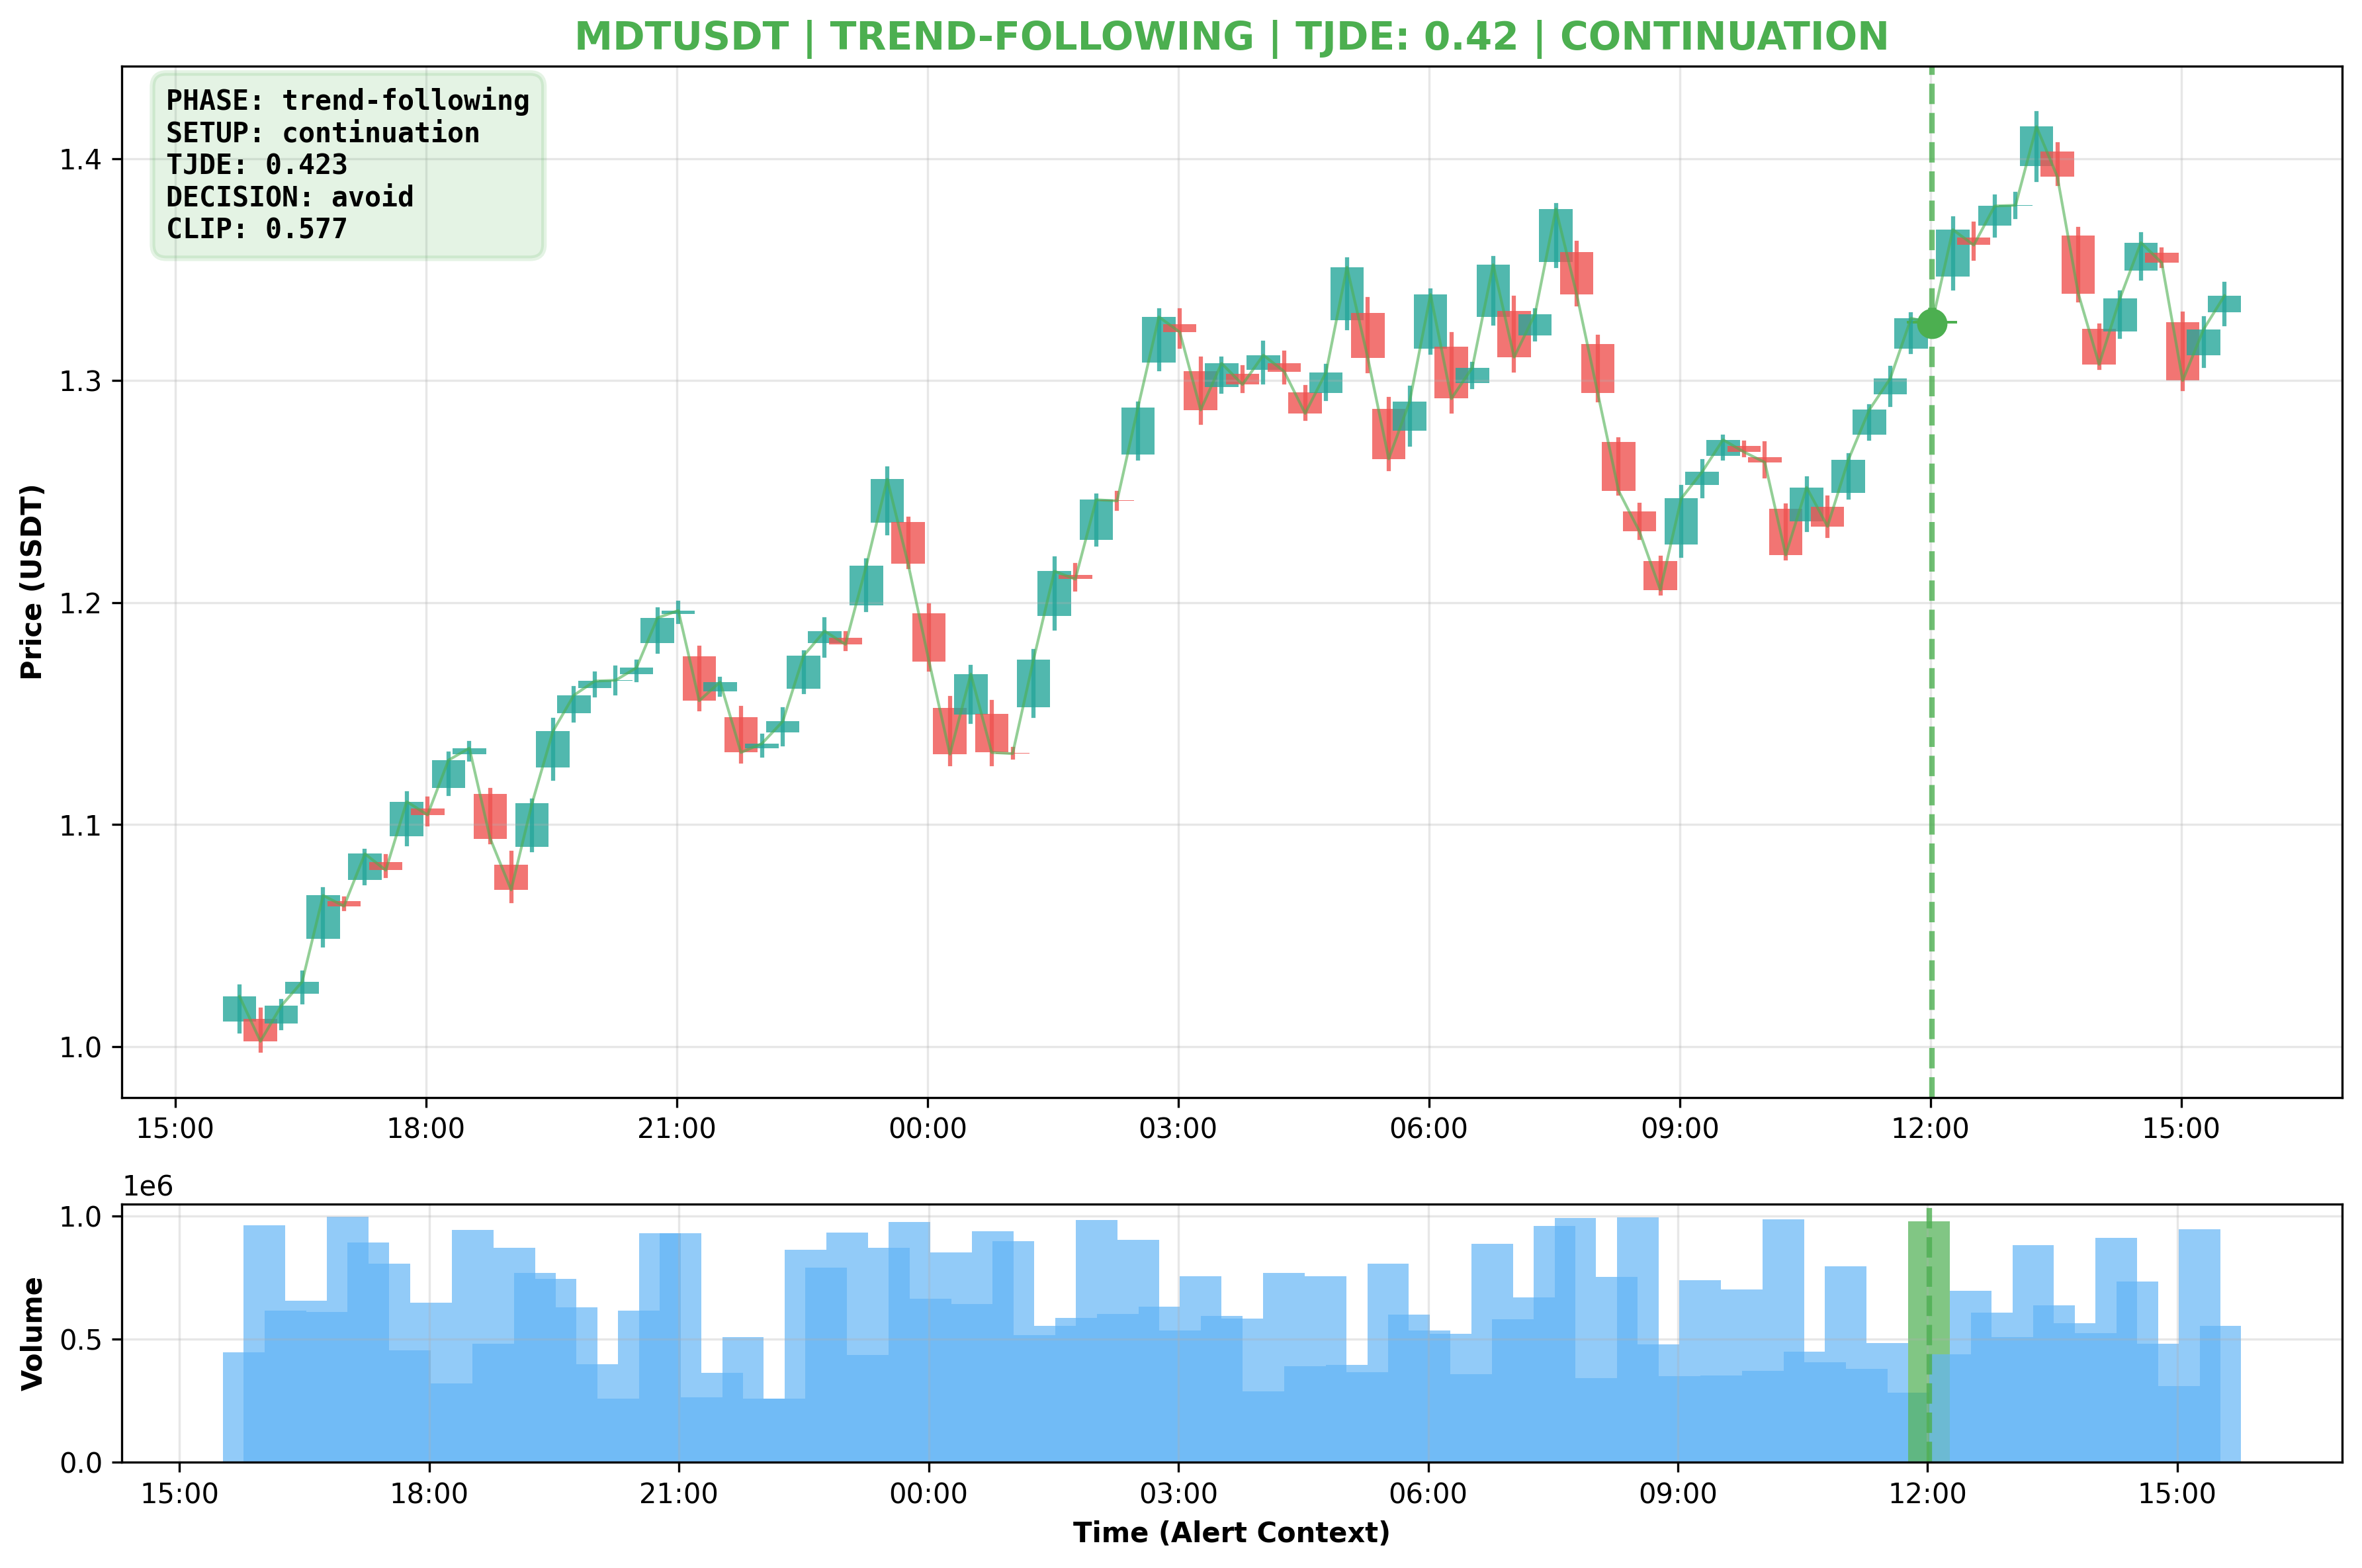 MDTUSDT | TREND-FOLLOWING | TJDE: 0.42 | CONTINUATION
PHASE: trend-following
SETUP: continuation
TJDE: 0.423
DECISION: avoid
CLIP: 0.577
Price (USDT)
1.4
1.3
1.2
1.1
1.0
15:00 18:00 21:00 00:00 03:00 06:00 09:00 12:00 15:00
1e6
Volume
1.0
0.5
0.0
15:00 18:00 21:00 00:00 03:00 06:00 09:00 12:00 15:00
Time (Alert Context)